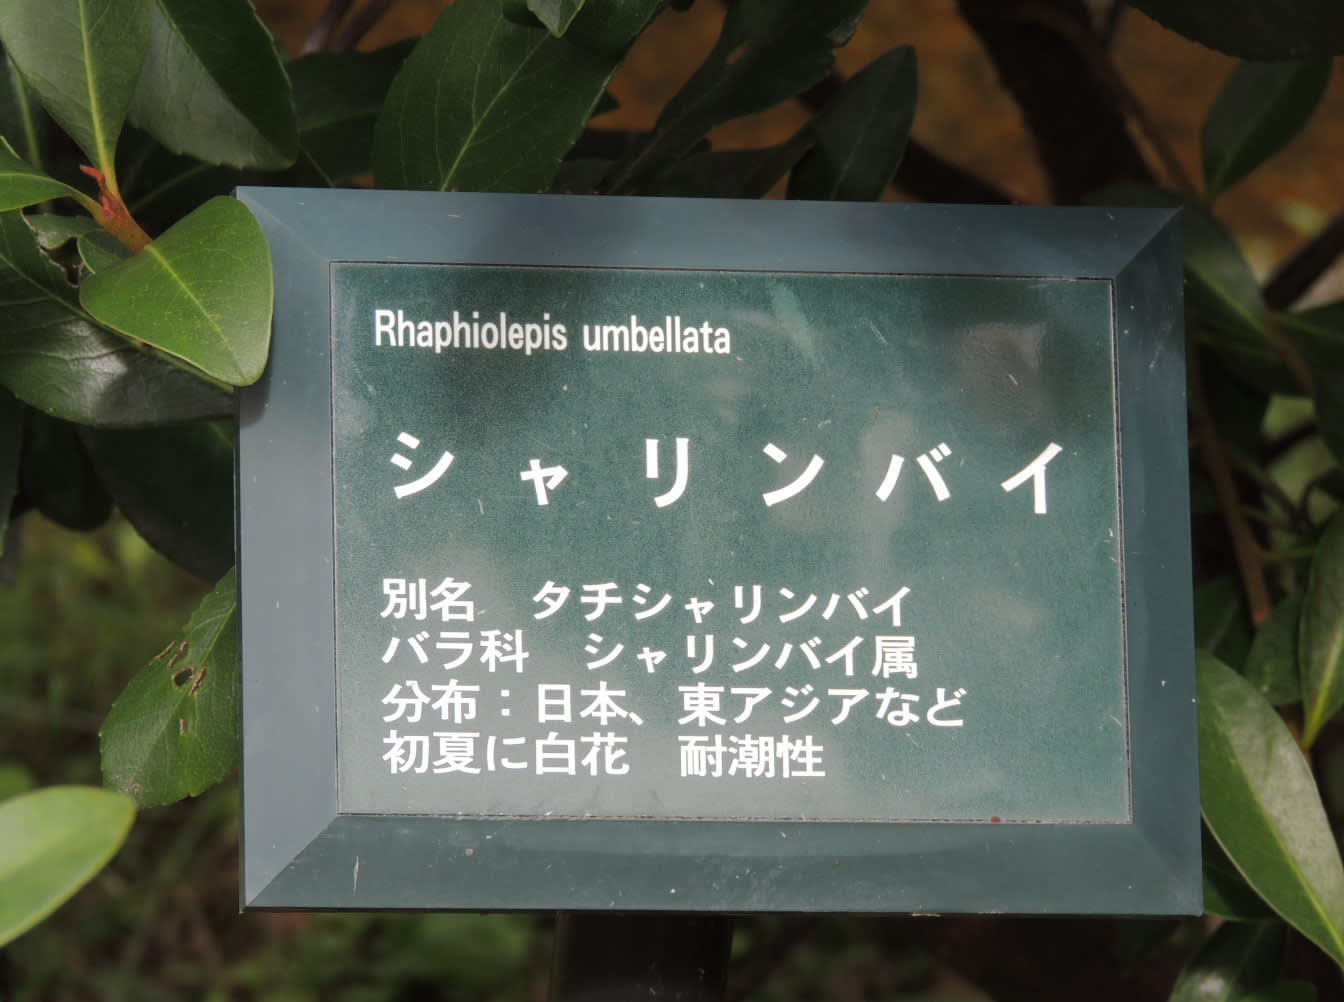 Rhaphiolepis umbellata
シャリンバイ
別名　タチシャリンバイ
バラ科　シャリンバイ属
分布：日本、東アジアなど
初夏に白花　耐潮性